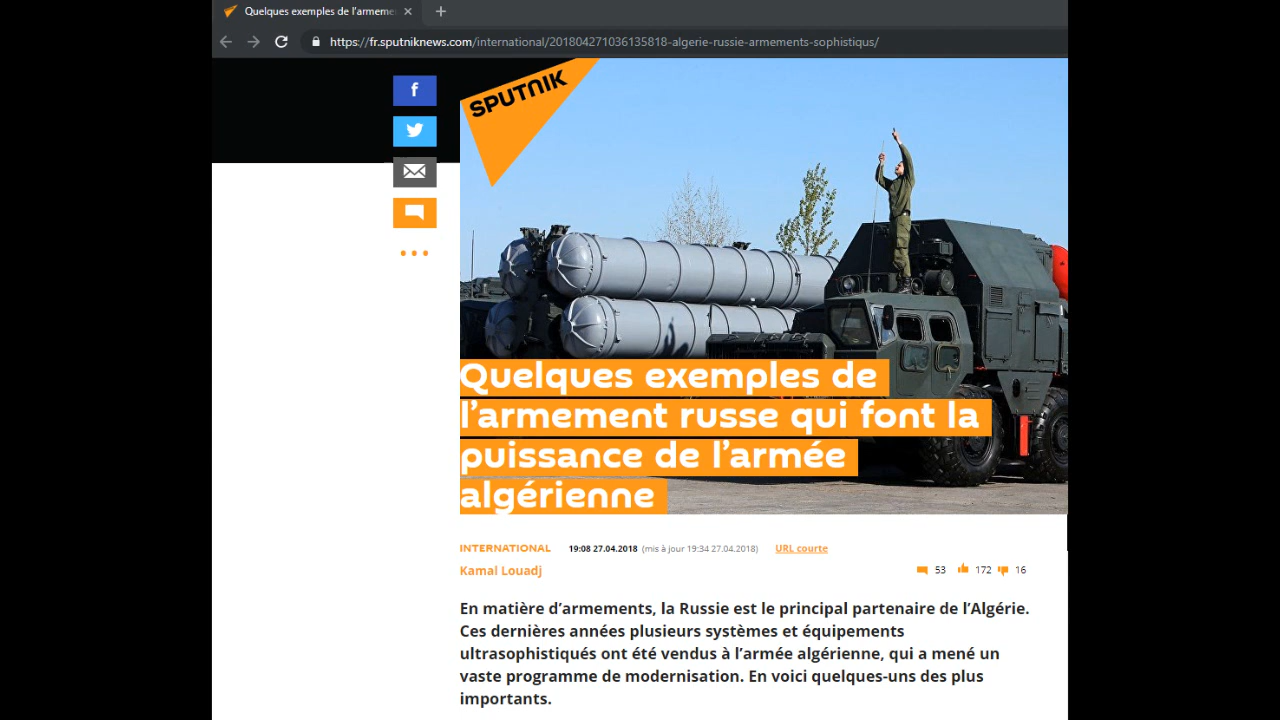 Quelques exemples de l'armeme
https://fr.sputniknews.com/international/201804271036135818-algerie-russie-armements-sophistiqus/
f
SPUTNIK
Quelques exemples de
l'armement russe qui font la
puissance de l'armée
algérienne
INTERNATIONAL 19:08 27.04.2018 (mis à jour 19:34 27.04.2018) URL courte
Kamal Louadj 53 172 16
En matière d'armements, la Russie est le principal partenaire de l'Algérie.
Ces dernières années plusieurs systèmes et équipements
ultrasophistiqués ont été vendus à l'armée algérienne, qui a mené un
vaste programme de modernisation. En voici quelques-uns des plus
importants.